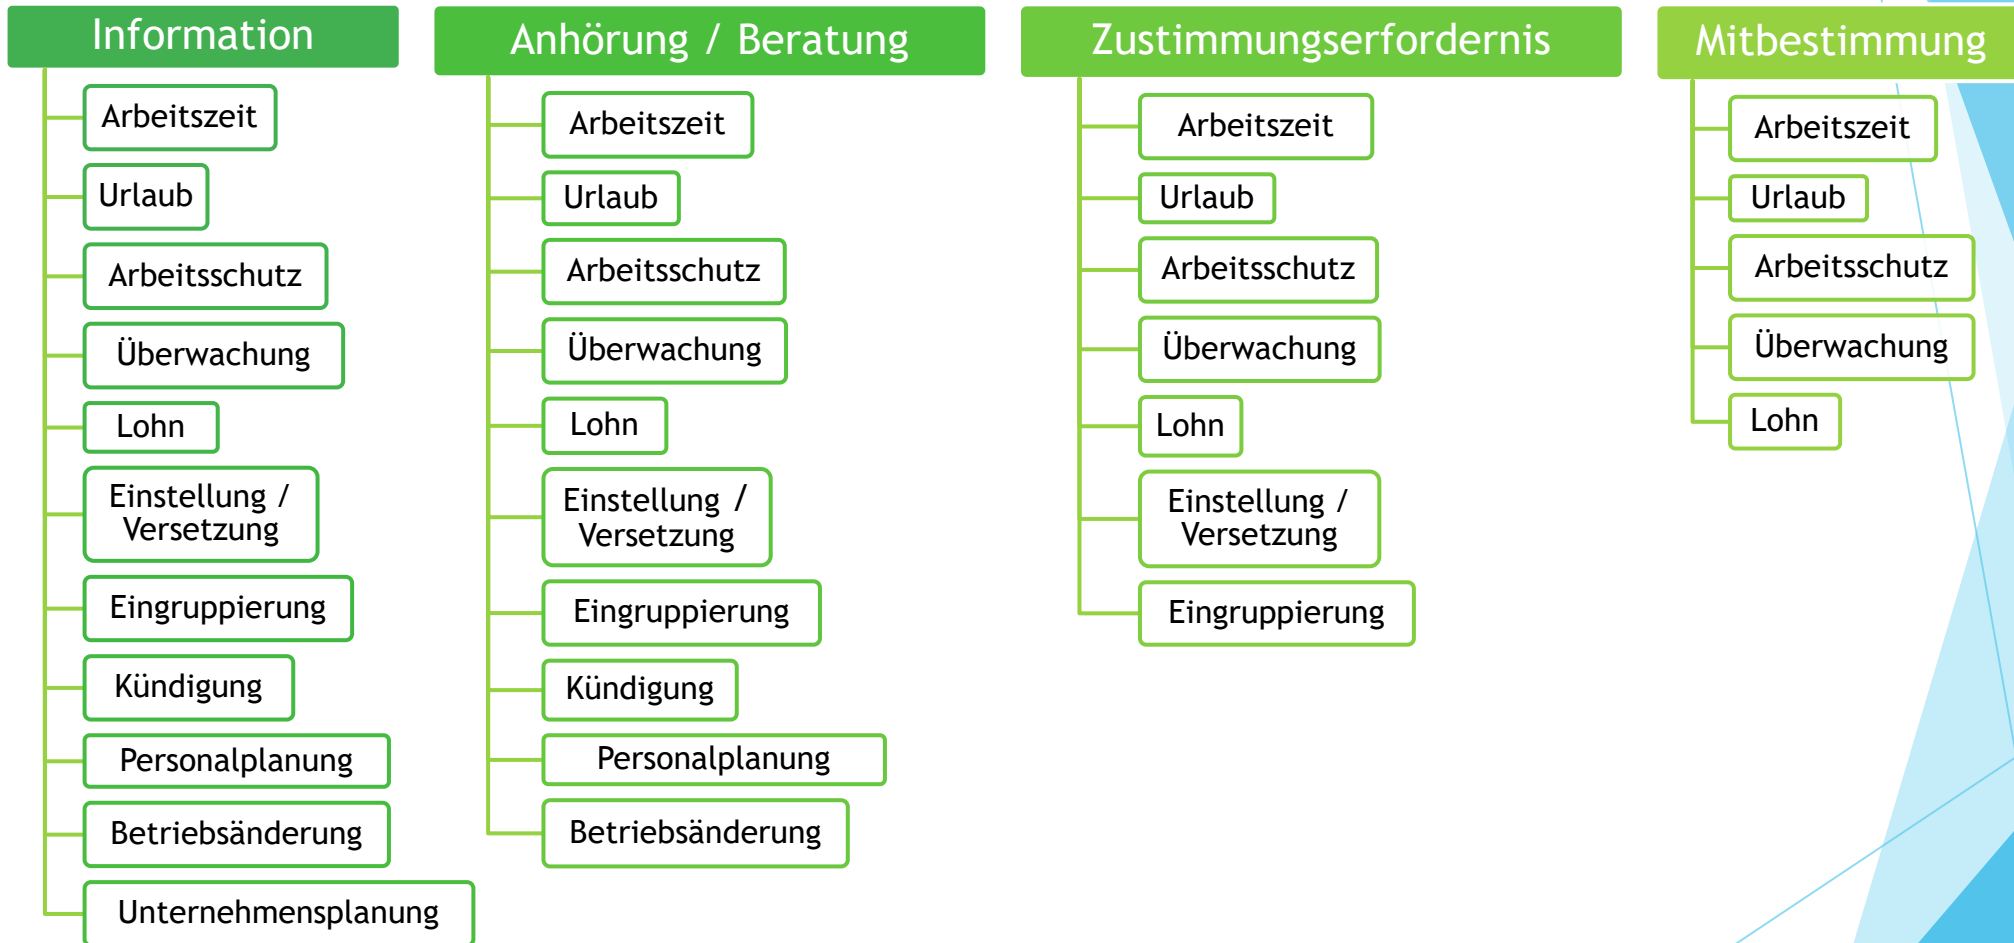 Information
Arbeitszeit
Urlaub
Arbeitsschutz
Überwachung
Lohn
Einstellung /
Versetzung
Eingruppierung
Kündigung
Personalplanung
Betriebsänderung
Unternehmensplanung
Anhörung / Beratung
Arbeitszeit
Urlaub
Arbeitsschutz
Überwachung
Lohn
Einstellung /
Versetzung
Eingruppierung
Kündigung
Personalplanung
Betriebsänderung
Zustimmungserfordernis
Arbeitszeit
Urlaub
Arbeitsschutz
Überwachung
Lohn
Einstellung /
Versetzung
Eingruppierung
Mitbestimmung
Arbeitszeit
Urlaub
Arbeitsschutz
Überwachung
Lohn